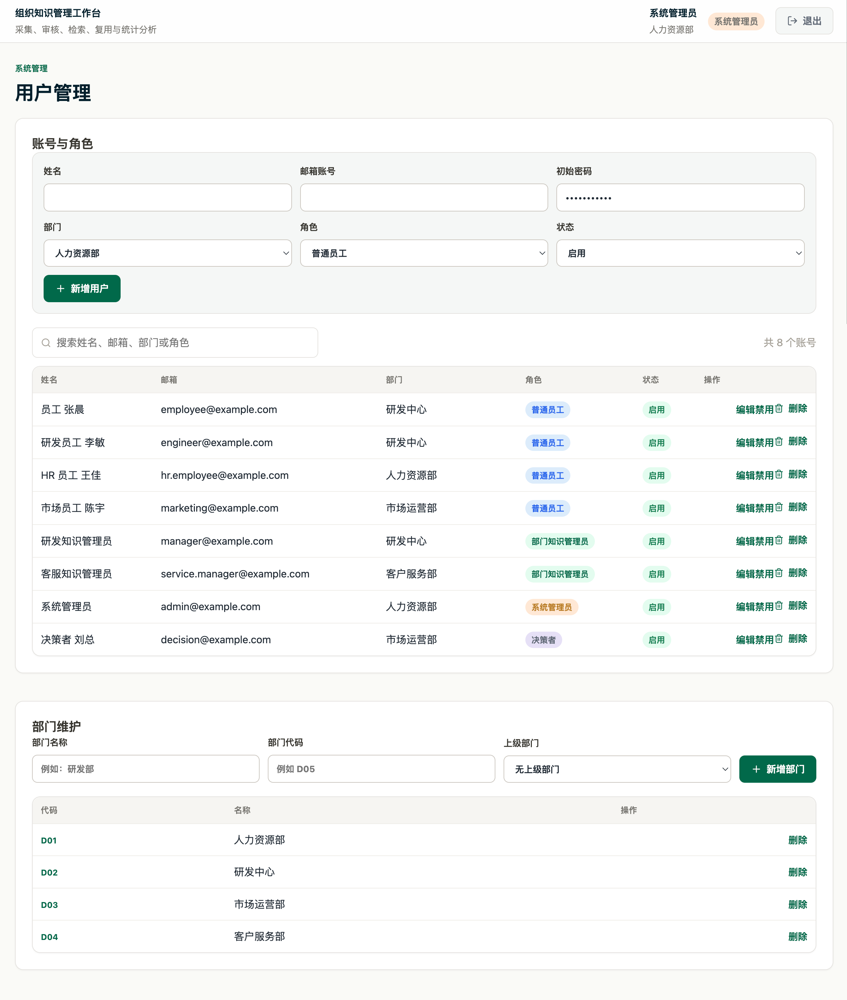 组织知识管理工作台
采集、审核、检索、复用与统计分析
系统管理员
人力资源部
系统管理员
退出
系统管理
用户管理
账号与角色
姓名 邮箱账号 初始密码
•••••••••••
部门 角色 状态
人力资源部 普通员工 启用
新增用户
搜索姓名、邮箱、部门或角色 共 8 个账号
姓名 邮箱 部门 角色 状态 操作
员工 张晨 employee@example.com 研发中心 普通员工 启用 编辑禁用 删除
研发员工 李敏 engineer@example.com 研发中心 普通员工 启用 编辑禁用 删除
HR 员工 王佳 hr.employee@example.com 人力资源部 普通员工 启用 编辑禁用 删除
市场员工 陈宇 marketing@example.com 市场运营部 普通员工 启用 编辑禁用 删除
研发知识管理员 manager@example.com 研发中心 部门知识管理员 启用 编辑禁用 删除
客服知识管理员 service.manager@example.com 客户服务部 部门知识管理员 启用 编辑禁用 删除
系统管理员 admin@example.com 人力资源部 系统管理员 启用 编辑禁用 删除
决策者 刘总 decision@example.com 市场运营部 决策者 启用 编辑禁用 删除
部门维护
部门名称 部门代码 上级部门
例如：研发部 例如 D05 无上级部门 新增部门
代码 名称 操作
D01 人力资源部 删除
D02 研发中心 删除
D03 市场运营部 删除
D04 客户服务部 删除